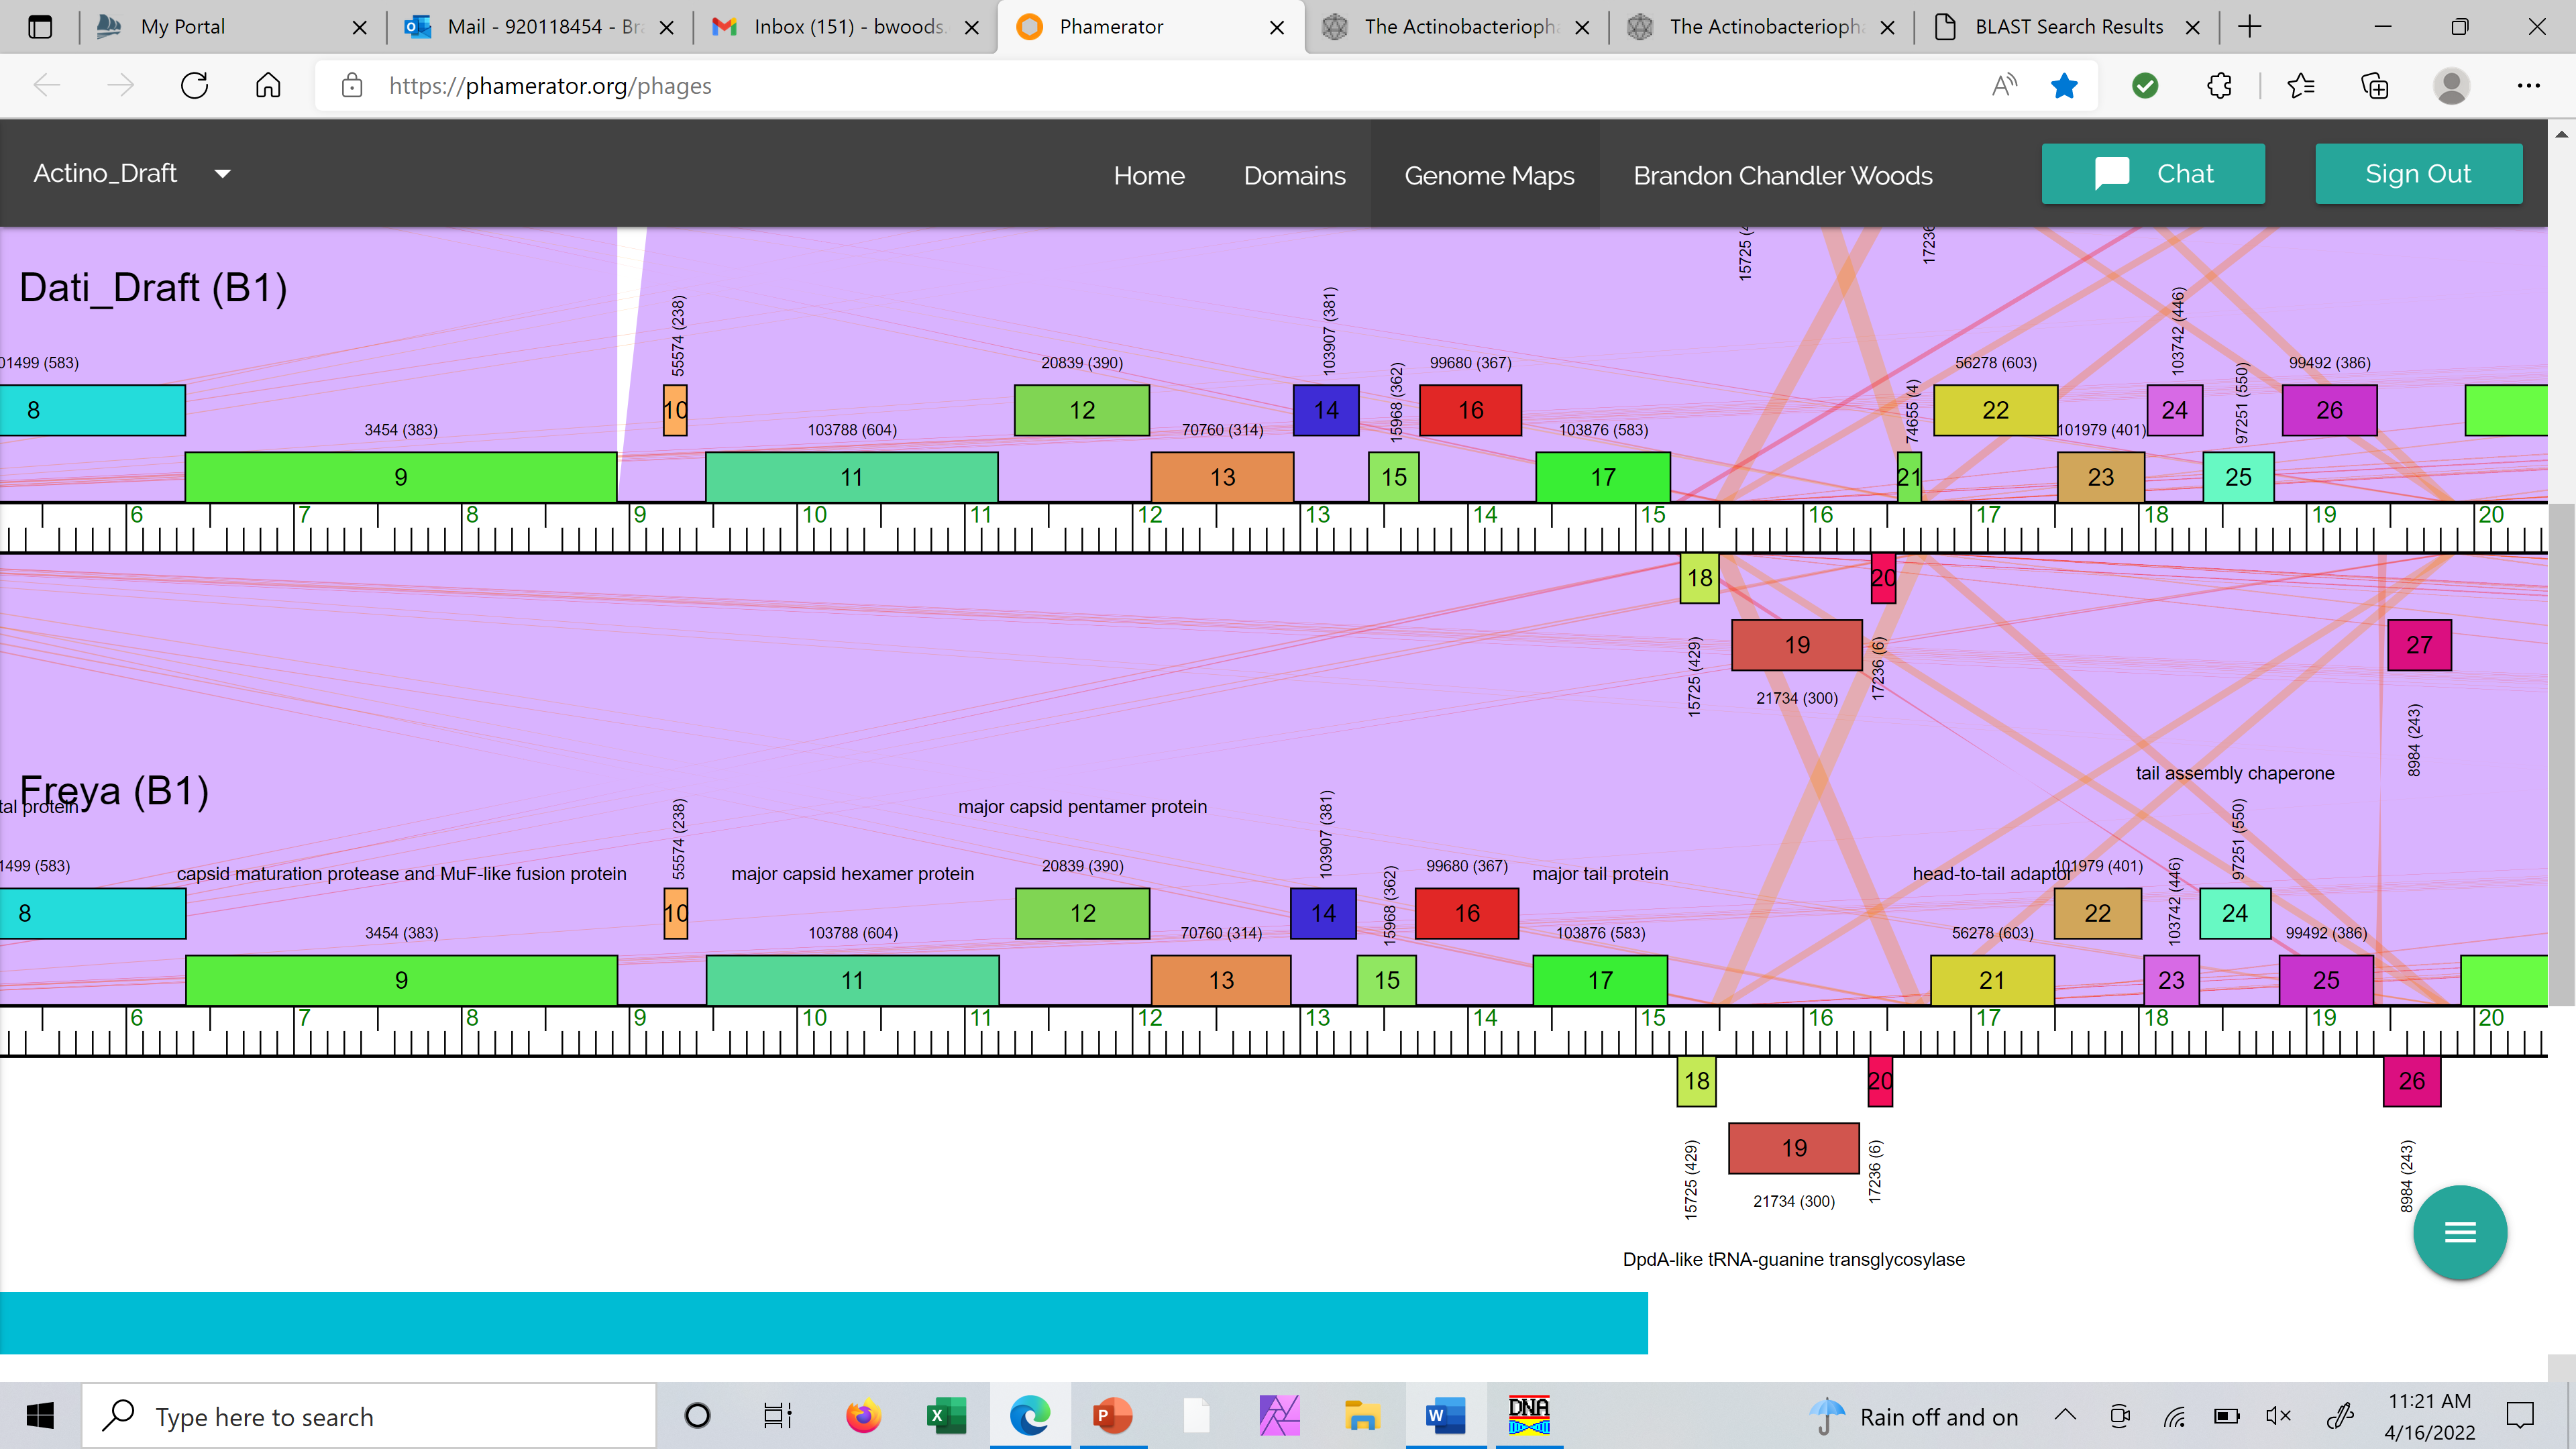 My Portal
Mail - 920118454 - Bra
Inbox (151) - bwoods.
Phamerator
The Actinobacterioph
The Actinobacterioph
BLAST Search Results
https://phamerator.org/phages
Actino_Draft
Home
Domains
Genome Maps
Brandon Chandler Woods
Chat
Sign Out
15725 (4
17236
Dati_Draft (B1)
01499 (583)
55574 (238)
20839 (390)
103907 (381)
15968 (362)
99680 (367)
74655 (4)
56278 (603)
103742 (446)
97251 (550)
99492 (386)
8 10 12 14 16 22 24 26
3454 (383)
103788 (604)
70760 (314)
103876 (583)
101979 (401)
9 11 13 15 17 21 23 25
6 7 8 9 10 11 12 13 14 15 16 17 18 19 20
18 20
19 27
15725 (429)
21734 (300)
17236 (6)
8984 (243)
Freya (B1)
tal protein
major capsid pentamer protein
tail assembly chaperone
1499 (583)
capsid maturation protease and MuF-like fusion protein
55574 (238)
major capsid hexamer protein
20839 (390)
103907 (381)
15968 (362)
99680 (367)
major tail protein
head-to-tail adaptor
101979 (401)
103742 (446)
97251 (550)
8 10 12 14 16 22 24
3454 (383)
103788 (604)
70760 (314)
103876 (583)
56278 (603)
99492 (386)
9 11 13 15 17 21 23 25
6 7 8 9 10 11 12 13 14 15 16 17 18 19 20
18 20 26
19
15725 (429)
21734 (300)
17236 (6)
8984 (243)
DpdA-like tRNA-guanine transglycosylase
Type here to search
DNA
Rain off and on
11:21 AM
4/16/2022